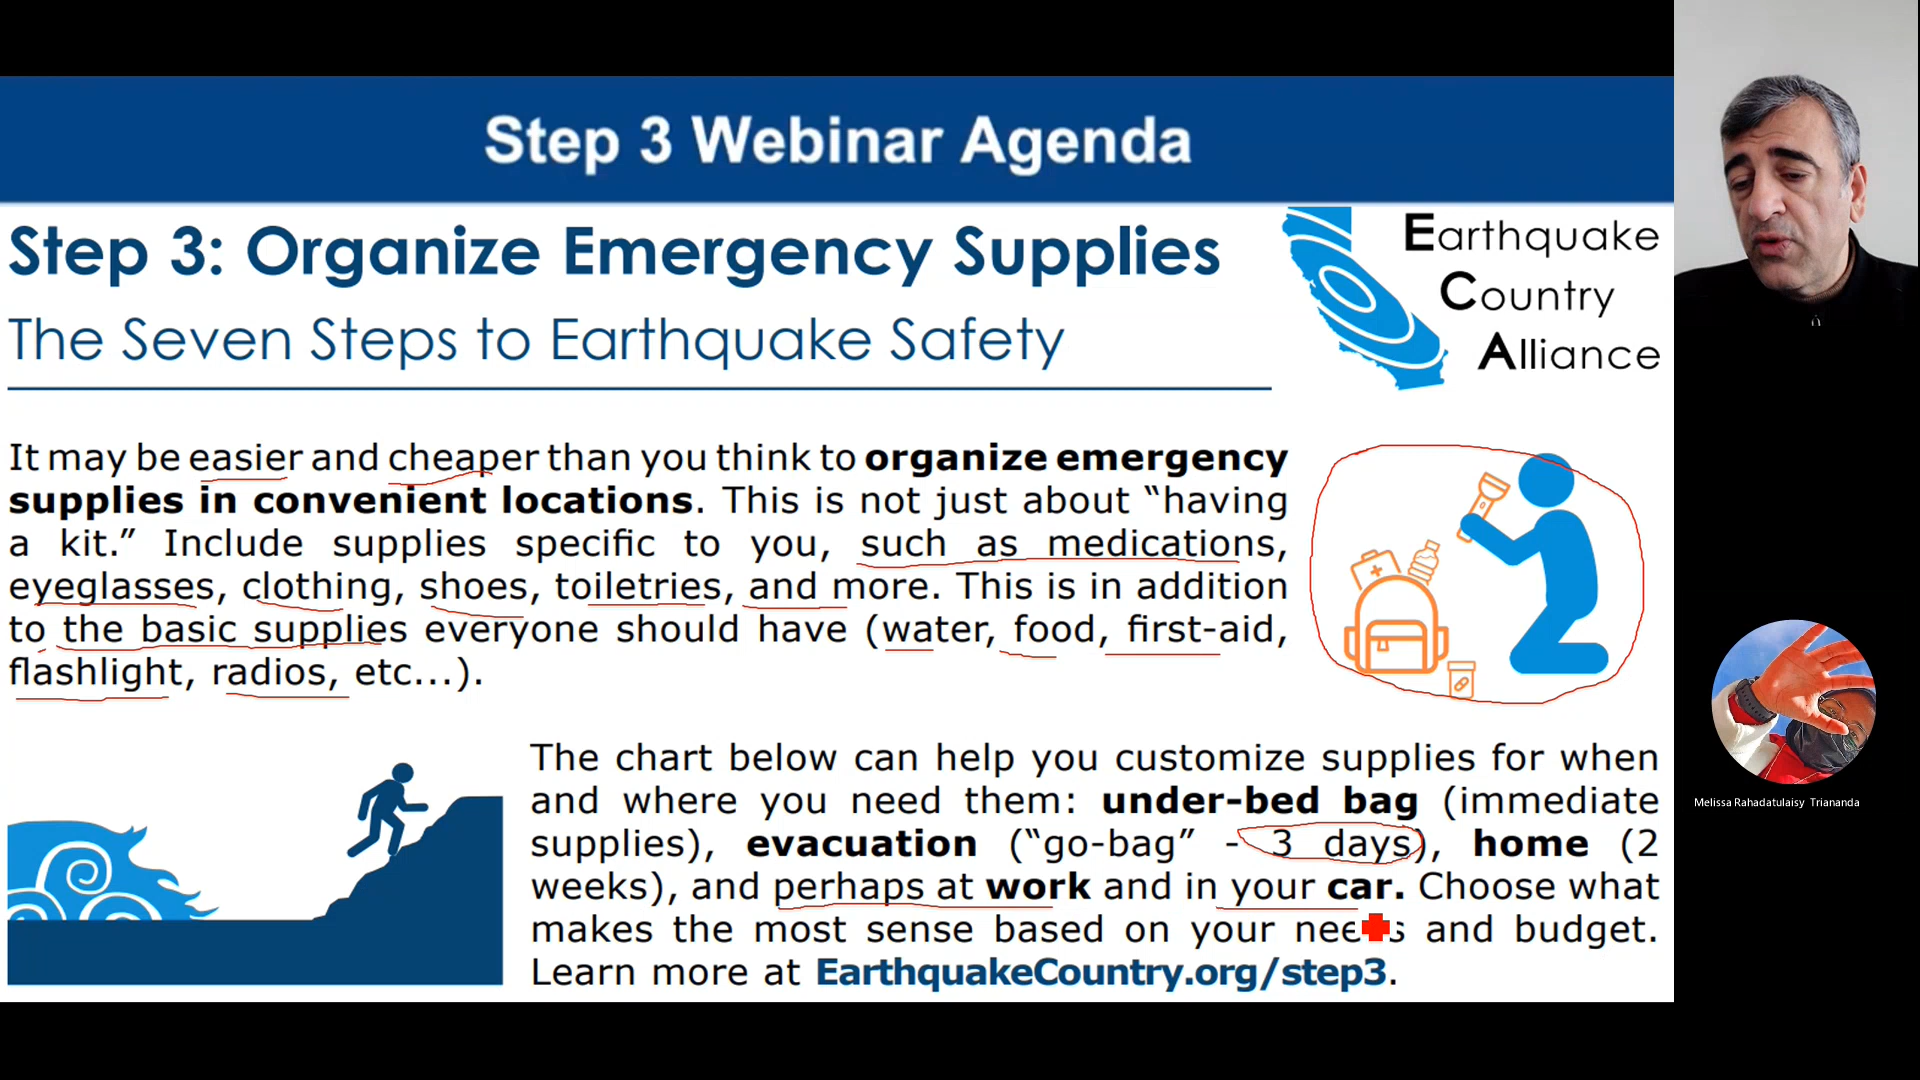 Step 3 Webinar Agenda
Step 3: Organize Emergency Supplies
The Seven Steps to Earthquake Safety
Earthquake
Country
Alliance
It may be easier and cheaper than you think to organize emergency
supplies in convenient locations. This is not just about “having
a kit.” Include supplies specific to you, such as medications,
eyeglasses, clothing, shoes, toiletries, and more. This is in addition
to the basic supplies everyone should have (water, food, first-aid,
flashlight, radios, etc...).
The chart below can help you customize supplies for when
and where you need them: under-bed bag (immediate
supplies), evacuation (“go-bag” - 3 days), home (2
weeks), and perhaps at work and in your car. Choose what
makes the most sense based on your needs and budget.
Learn more at EarthquakeCountry.org/step3.
Melissa Rahadatulaisy Triananda